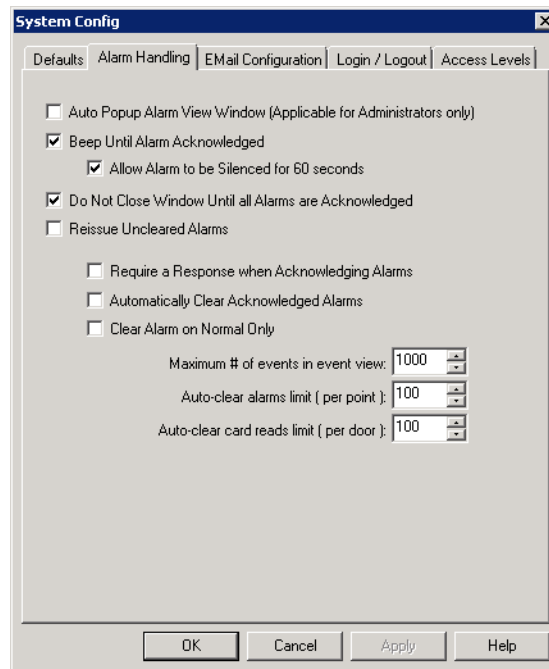 System Config
Defaults
Alarm Handling
EMail Configuration
Login / Logout
Access Levels
Auto Popup Alarm View Window (Applicable for Administrators only)
Beep Until Alarm Acknowledged
Allow Alarm to be Silenced for 60 seconds
Do Not Close Window Until all Alarms are Acknowledged
Reissue Uncleared Alarms
Require a Response when Acknowledging Alarms
Automatically Clear Acknowledged Alarms
Clear Alarm on Normal Only
Maximum # of events in event view: 1000
Auto-clear alarms limit ( per point ): 100
Auto-clear card reads limit ( per door ): 100
OK
Cancel
Apply
Help